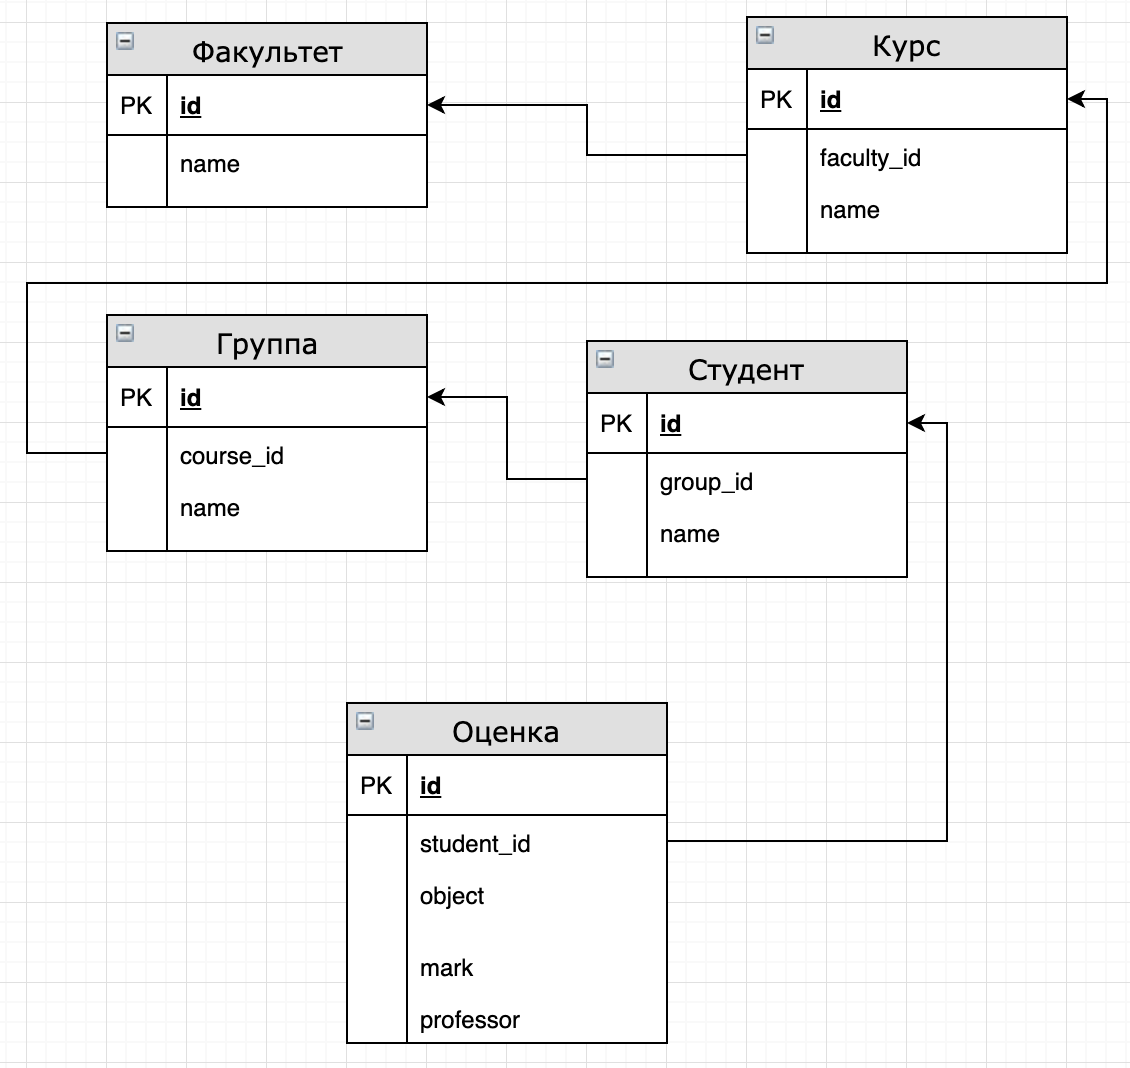 Факультет
PK id
name
Курс
PK id
faculty_id
name
Группа
PK id
course_id
name
Студент
PK id
group_id
name
Оценка
PK id
student_id
object
mark
professor